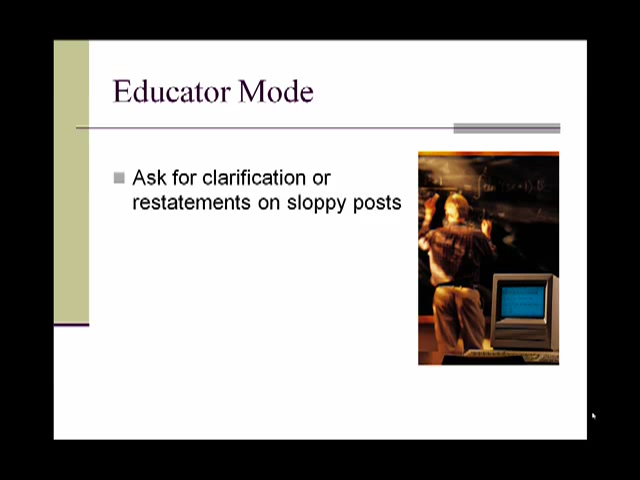 Educator Mode
Ask for clarification or
restatements on sloppy posts